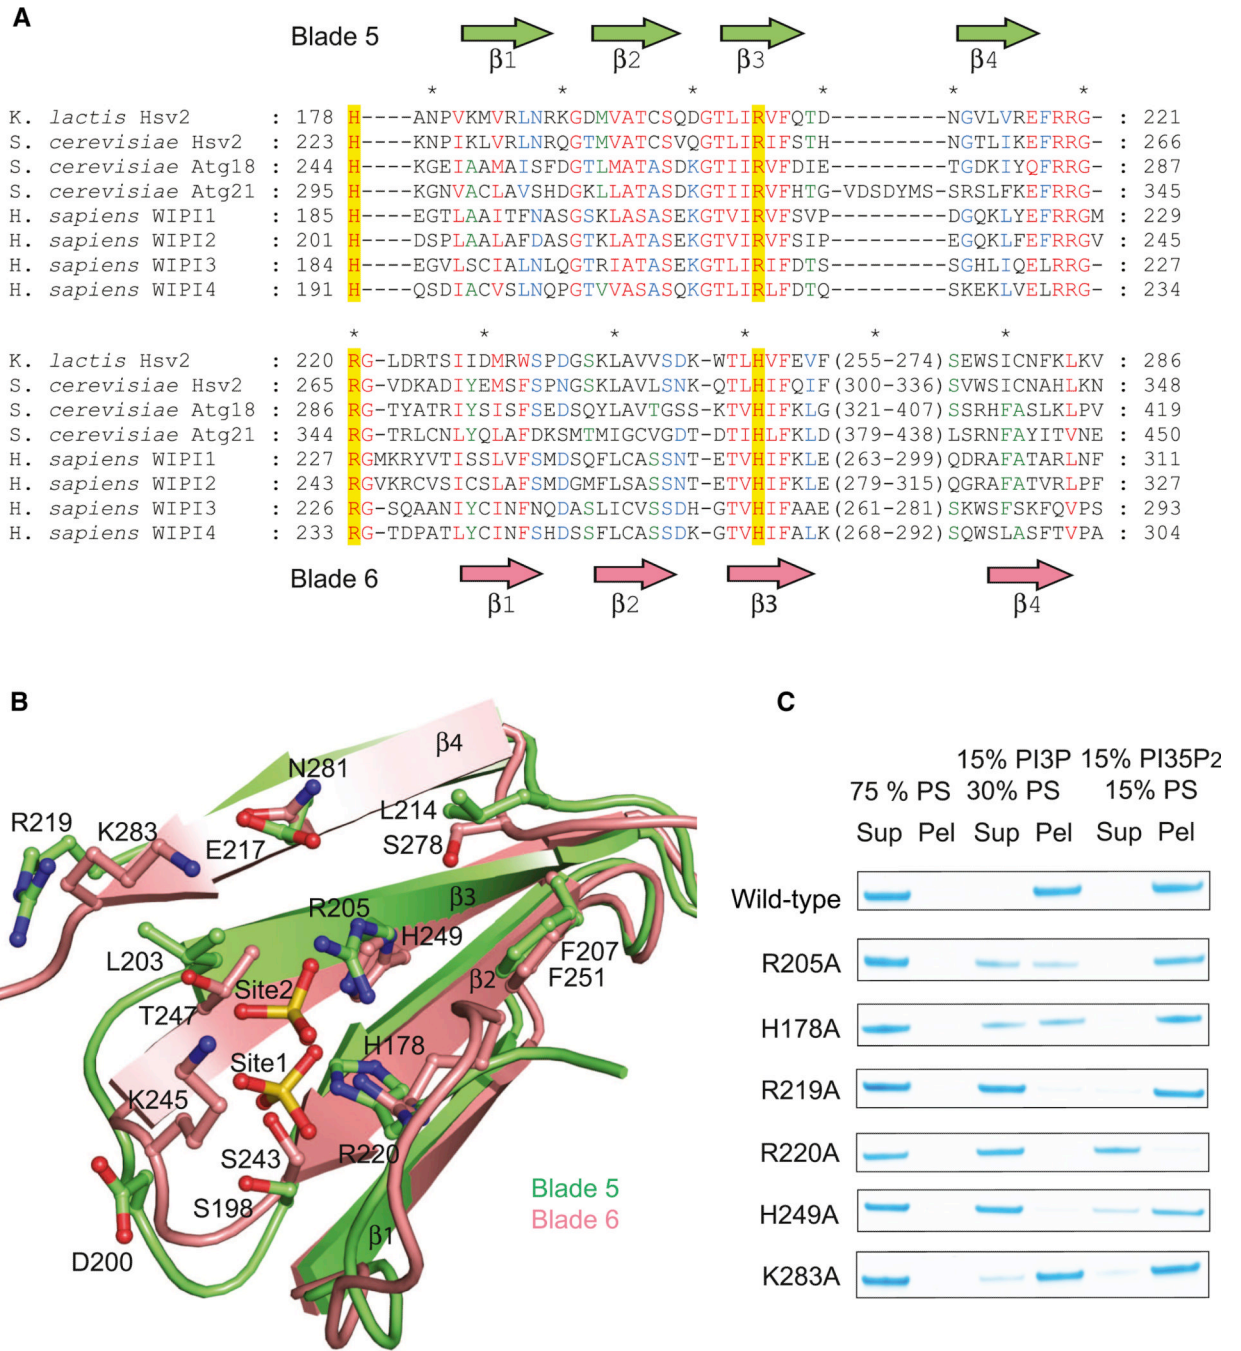 A
Blade 5
β1 β2 β3 β4
* * * * * *
K. lactis Hsv2 : 178 H----ANPVKMVRLNRKGDMVATCSQDGTLIRVFQTD---------NGVLVREFRRG- : 221
S. cerevisiae Hsv2 : 223 H----KNPIKLVRLNRQGTMVATCSVQGTLIRIFSTH---------NGTLIKEFRRG- : 266
S. cerevisiae Atg18 : 244 H----KGEIAAMAISFDGTLMATASDKGTIIRVFDIE---------TGDKIYQFRRG- : 287
S. cerevisiae Atg21 : 295 H----KGNVACLAVSHDGKLLATASDKGTIIRVFHTG-VDSDYMS-SRSLFKEFRRG- : 345
H. sapiens WIPI1 : 185 H----EGTLAAITFNASGSKLASASEKGTVIRVFSVP---------DGQKLYEFRRGM : 229
H. sapiens WIPI2 : 201 H----DSPLAALAFDASGTKLATASEKGTVIRVFSIP---------EGQKLFEFRRGV : 245
H. sapiens WIPI3 : 184 H----EGVLSCIALNLQGTRIATASEKGTLIRIFDTS---------SGHLIQELRRG- : 227
H. sapiens WIPI4 : 191 H----QSDIACVSLNQPGTVVASASQKGTLIRLFDTQ---------SKEKLVELRRG- : 234
* * * * * *
K. lactis Hsv2 : 220 RG-LDRTSIIDMRWSPDGSKLAVVSDK-WTLHVFEVF(255-274)SEWSICNFKLKV : 286
S. cerevisiae Hsv2 : 265 RG-VDKADIYEMSFSPNGSKLAVLSNK-QTLHIFQIF(300-336)SVWSICNAHLKN : 348
S. cerevisiae Atg18 : 286 RG-TYATRIYSISFSEDSQYLAVTGSS-KTVHIFKLG(321-407)SSRHFASLKLPV : 419
S. cerevisiae Atg21 : 344 RG-TRLCNLYQLAFDKSMTMIGCVGDT-DTIHLFKLD(379-438)LSRNFAYITVNE : 450
H. sapiens WIPI1 : 227 RGMKRYVTISSLVFSMDSQFLCASSNT-ETVHIFKLE(263-299)QDRAFATARLNF : 311
H. sapiens WIPI2 : 243 RGVKRCVSICSLAFSMDGMFLSASSNT-ETVHIFKLE(279-315)QGRAFATVRLPF : 327
H. sapiens WIPI3 : 226 RG-SQAANIYCINFNQDASLICVSSDH-GTVHIFAAE(261-281)SKWSFSKFQVPS : 293
H. sapiens WIPI4 : 233 RG-TDPATLYCINFSHDSSFLCASSDK-GTVHIFALK(268-292)SQWSLASFTVPA : 304
Blade 6
β1 β2 β3 β4
B
β4
N281
L214
R219
K283
E217
S278
β3
R205
H249
F207
L203
β2
F251
Site2
T247
H178
Site1
K245
R220
S243
S198
Blade 5
Blade 6
β1
D200
C
15% PI3P 15% PI35P2
75 % PS 30% PS 15% PS
Sup Pel Sup Pel Sup Pel
Wild-type
R205A
H178A
R219A
R220A
H249A
K283A